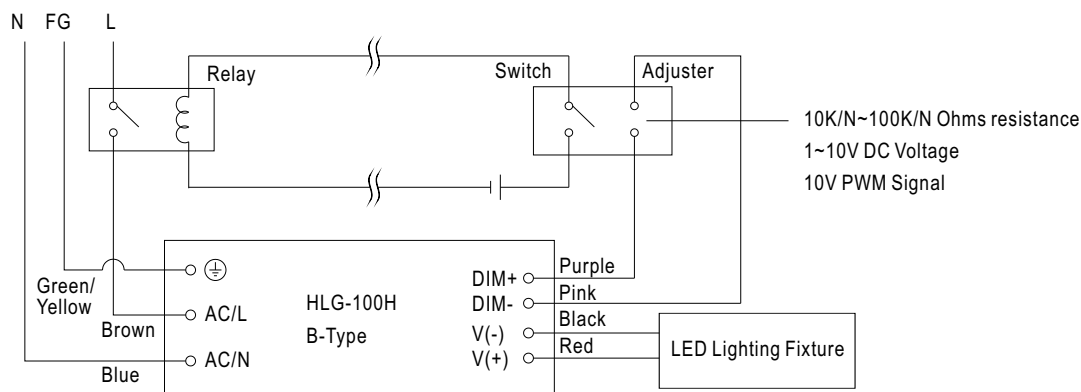 N FG L
Relay
Switch
Adjuster
10K/N~100K/N Ohms resistance
1~10V DC Voltage
10V PWM Signal
Green/
Yellow
Brown
Blue
AC/L
AC/N
HLG-100H
B-Type
DIM+
DIM-
V(-)
V(+)
Purple
Pink
Black
Red
LED Lighting Fixture